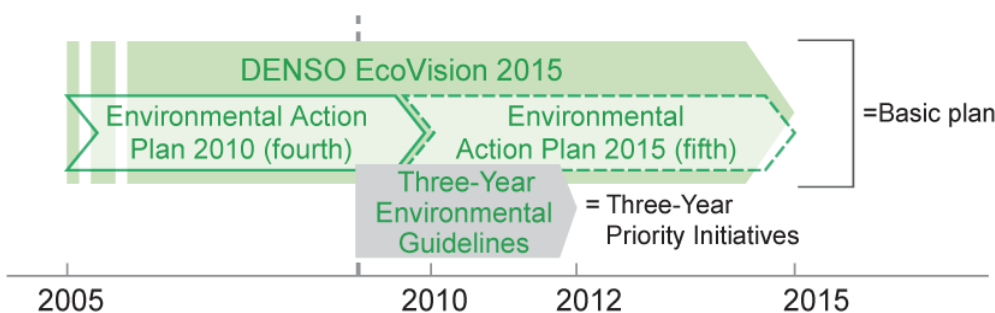 DENSO EcoVision 2015
Environmental Action
Plan 2010 (fourth)
Environmental
Action Plan 2015 (fifth)
=Basic plan
Three-Year
Environmental
Guidelines
= Three-Year
Priority Initiatives
2005
2010
2012
2015